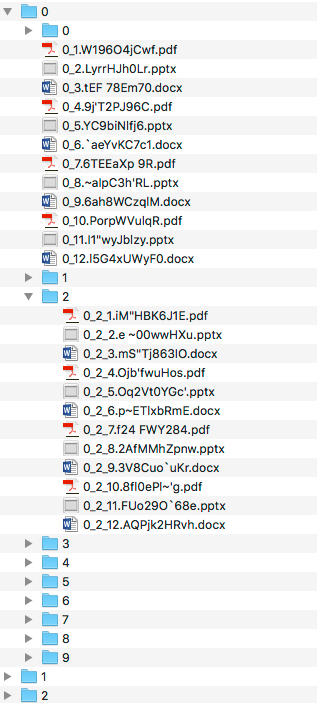 0
0
0_1.W196O4jCwf.pdf
0_2.LyrrHJh0Lr.pptx
0_3.tEF 78Em70.docx
0_4.9j'T2PJ96C.pdf
0_5.YC9biNlfj6.pptx
0_6.`aeYvKC7c1.docx
0_7.6TEEaXp 9R.pdf
0_8.~alpC3h'RL.pptx
0_9.6ah8WCzqlM.docx
0_10.PorpWVulqR.pdf
0_11.I1"wyJblzy.pptx
0_12.I5G4xUWyF0.docx
1
2
0_2_1.iM"HBK6J1E.pdf
0_2_2.e ~00wwHXu.pptx
0_2_3.mS"Tj863lO.docx
0_2_4.Ojb'fwuHos.pdf
0_2_5.Oq2Vt0YGc'.pptx
0_2_6.p~ETlxbRmE.docx
0_2_7.f24 FWY284.pdf
0_2_8.2AfMMhZpnw.pptx
0_2_9.3V8Cuo`uKr.docx
0_2_10.8fl0ePl~'g.pdf
0_2_11.FUo29O`68e.pptx
0_2_12.AQPjk2HRvh.docx
3
4
5
6
7
8
9
1
2